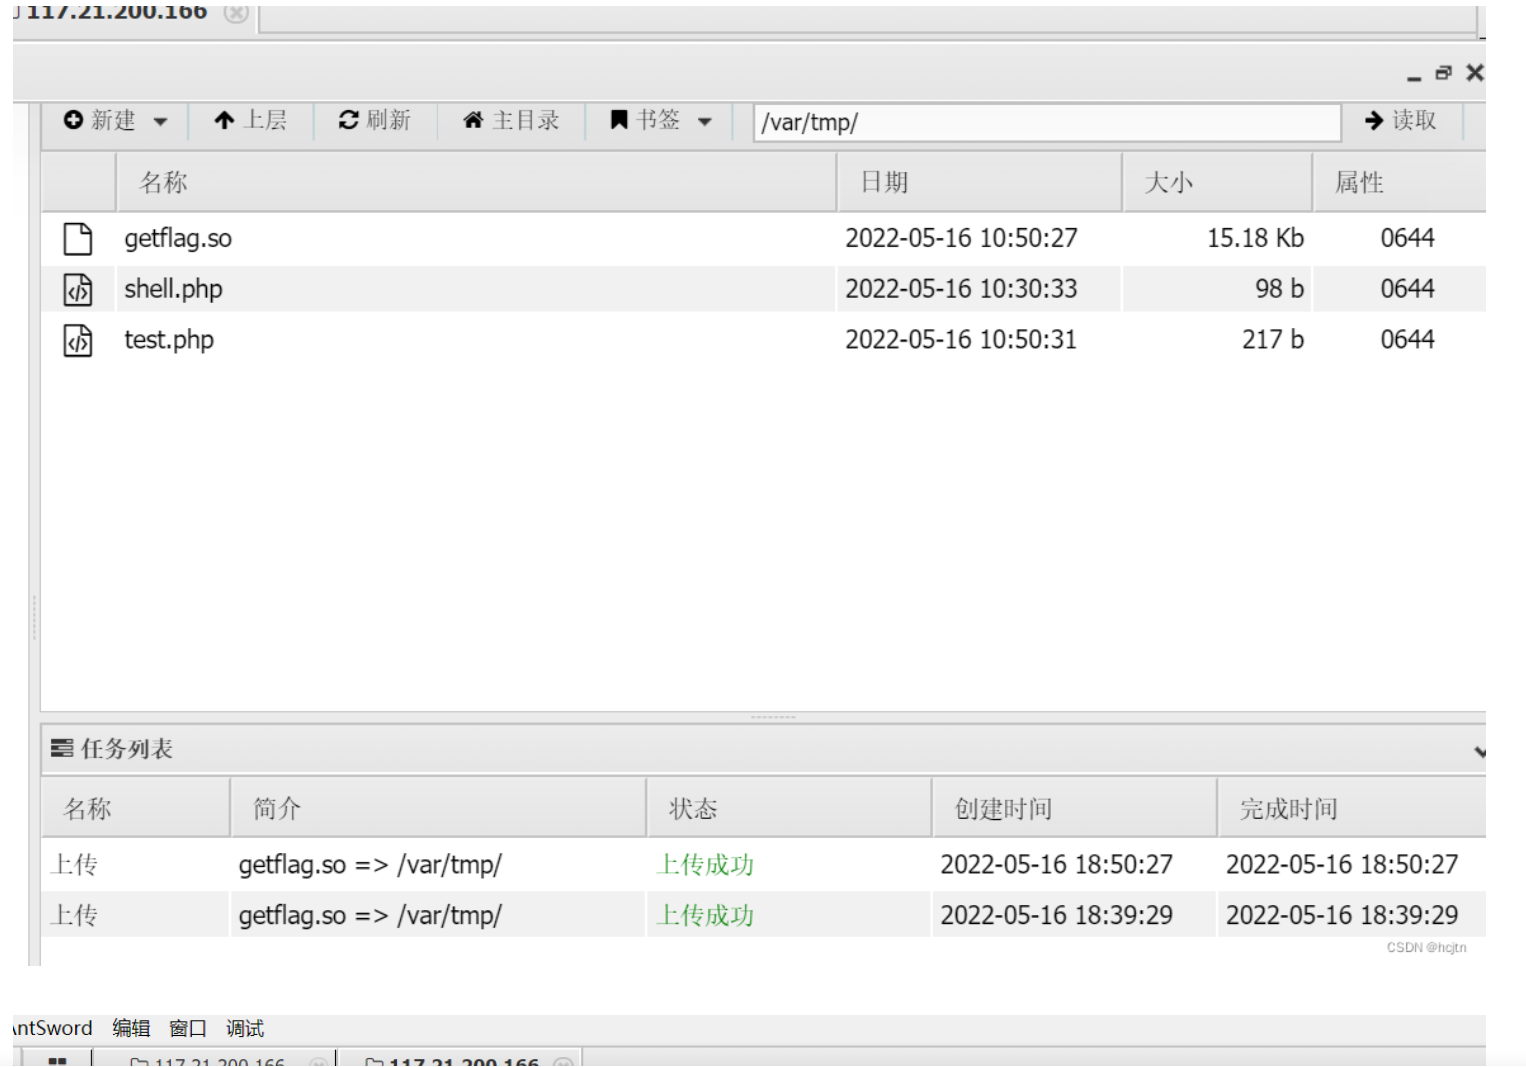 117.21.200.166
新建 上层 刷新 主目录 书签 /var/tmp/ 读取
名称 日期 大小 属性
getflag.so 2022-05-16 10:50:27 15.18 Kb 0644
shell.php 2022-05-16 10:30:33 98 b 0644
test.php 2022-05-16 10:50:31 217 b 0644
任务列表
名称 简介 状态 创建时间 完成时间
上传 getflag.so => /var/tmp/ 上传成功 2022-05-16 18:50:27 2022-05-16 18:50:27
上传 getflag.so => /var/tmp/ 上传成功 2022-05-16 18:39:29 2022-05-16 18:39:29
CSDN @hcjtn
AntSword 编辑 窗口 调试
117.21.200.166 117.21.200.166